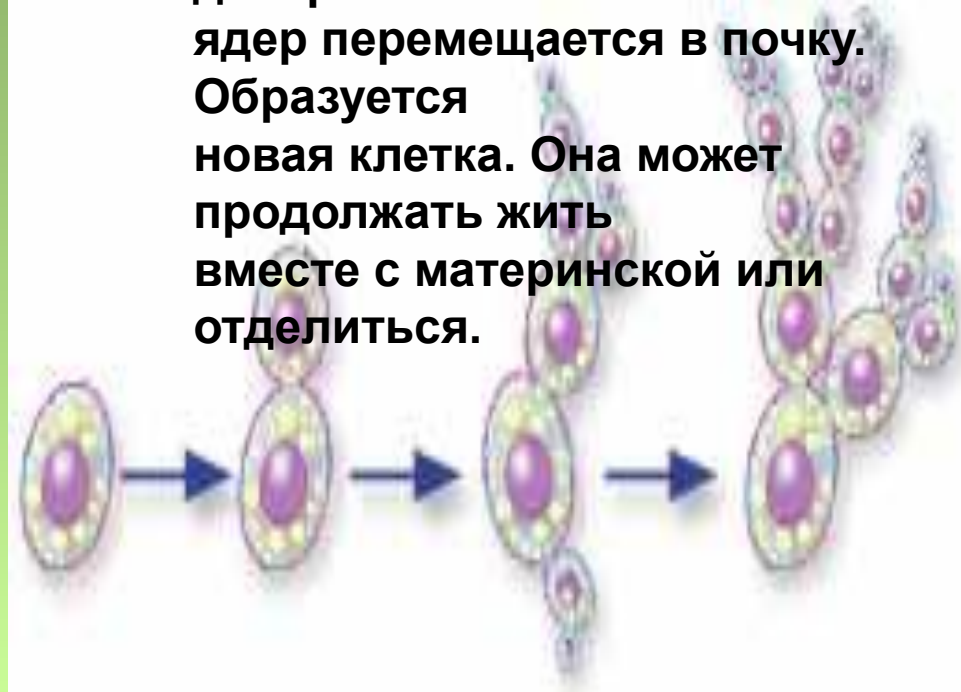 ядер перемещается в почку.
Образуется
новая клетка. Она может
продолжать жить
вместе с материнской или
отделиться.